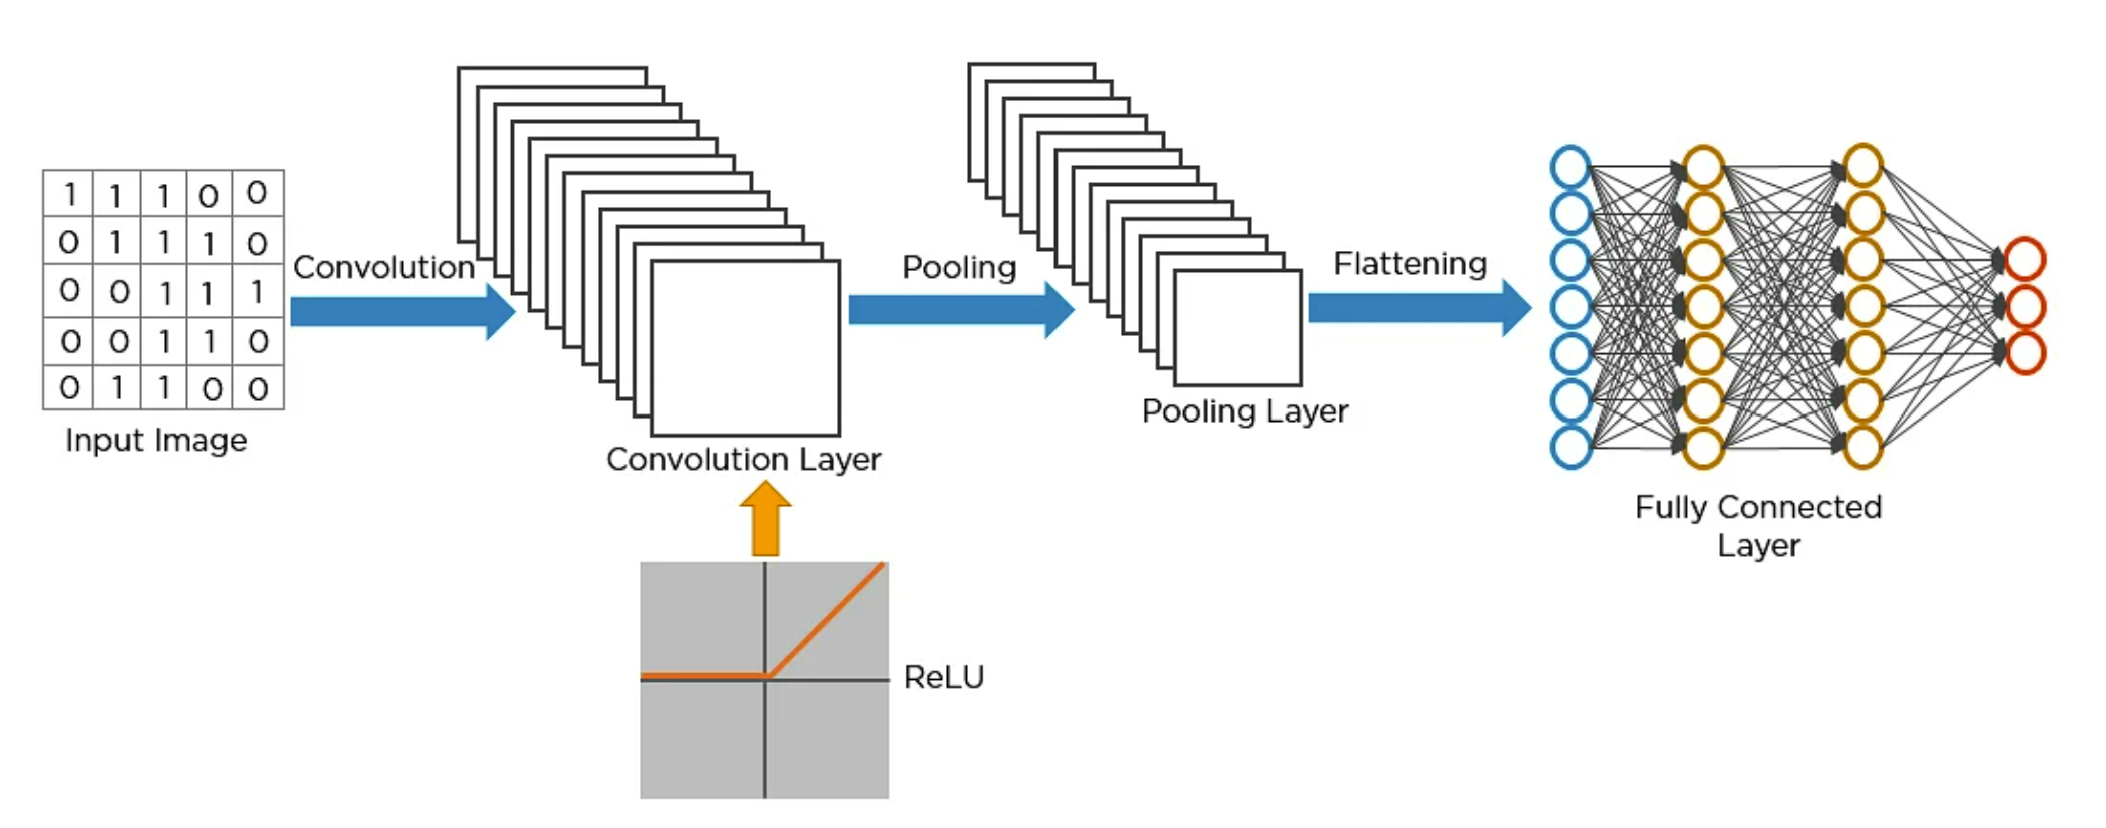 1 1 1 0 0
0 1 1 1 0
0 0 1 1 1
0 0 1 1 0
0 1 1 0 0
Input Image
Convolution
Convolution Layer
ReLU
Pooling
Pooling Layer
Flattening
Fully Connected
Layer